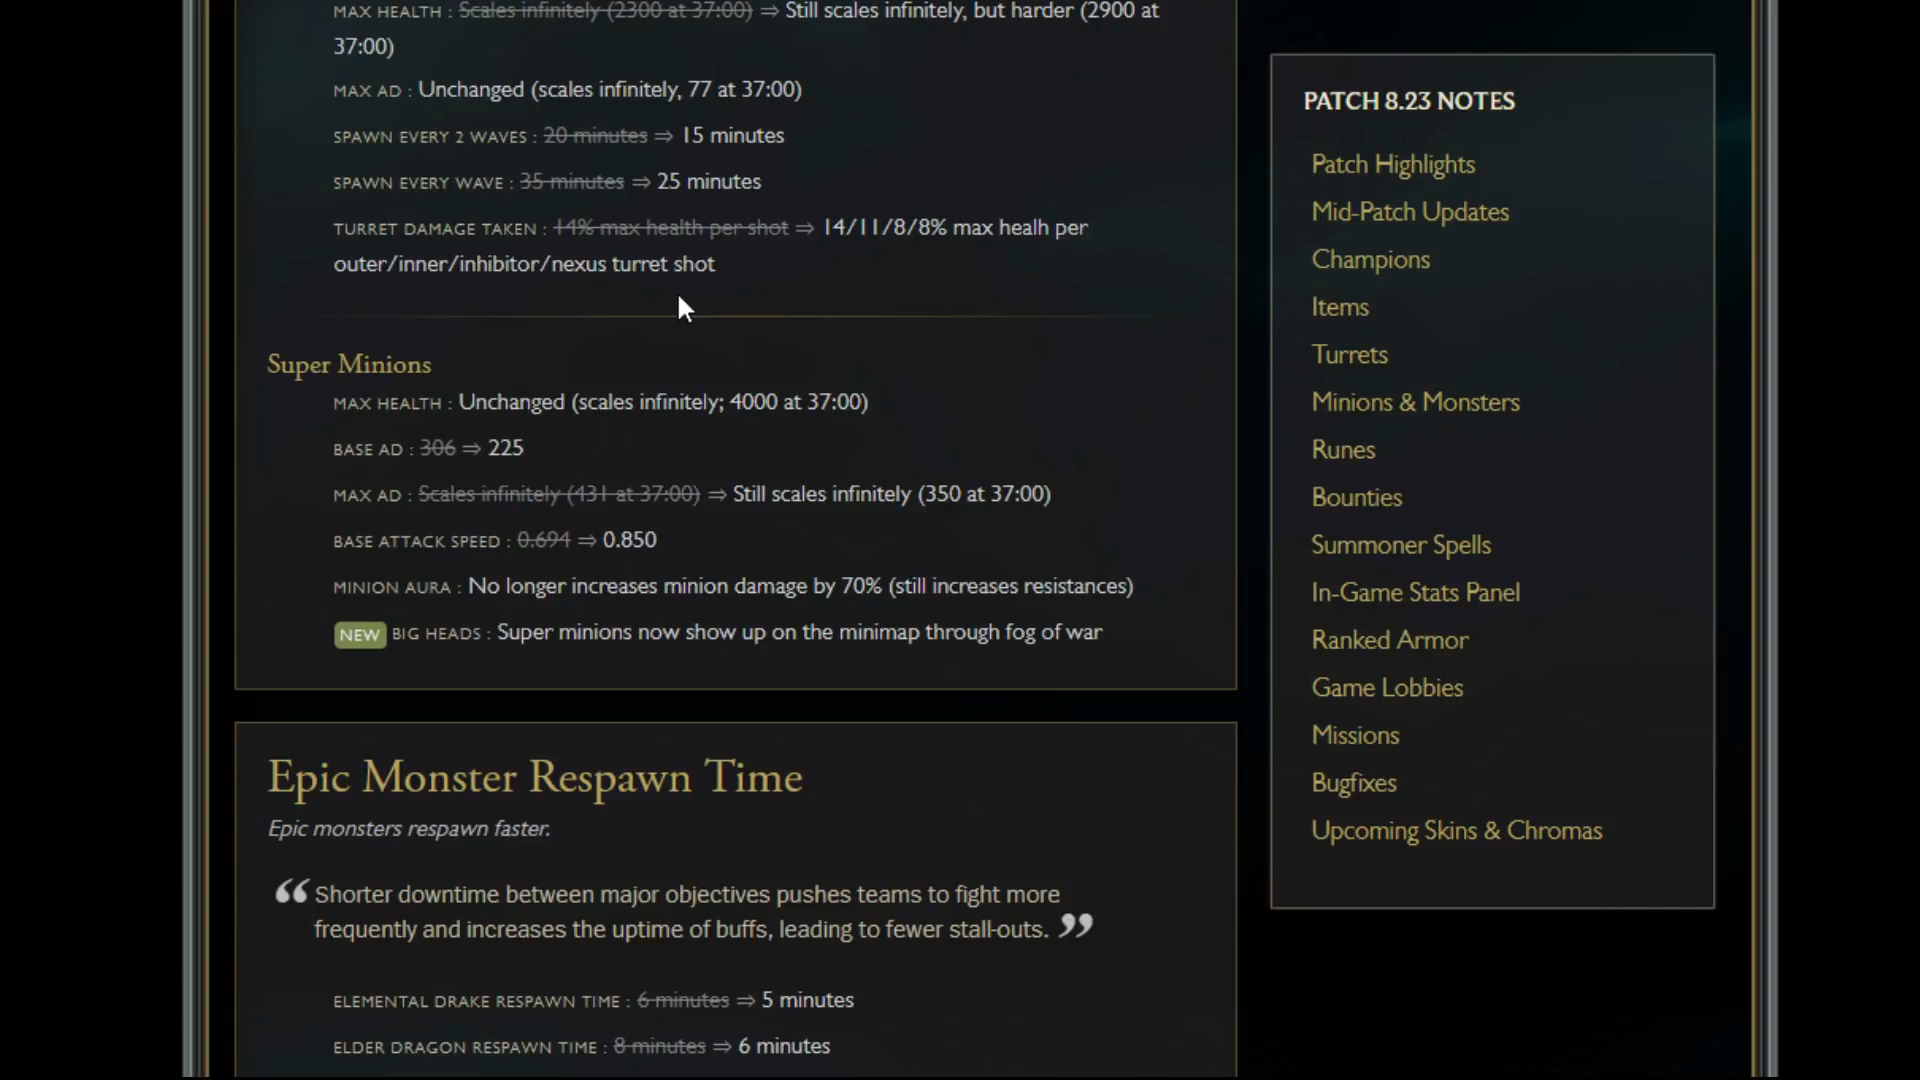 MAX HEALTH : Scales infinitely (2300 at 37:00) ⇒ Still scales infinitely, but harder (2900 at
37:00)
MAX AD : Unchanged (scales infinitely, 77 at 37:00)
SPAWN EVERY 2 WAVES : 20 minutes ⇒ 15 minutes
SPAWN EVERY WAVE : 35 minutes ⇒ 25 minutes
TURRET DAMAGE TAKEN : 14% max health per shot ⇒ 14/11/8/8% max healh per
outer/inner/inhibitor/nexus turret shot
Super Minions
MAX HEALTH : Unchanged (scales infinitely; 4000 at 37:00)
BASE AD : 306 ⇒ 225
MAX AD : Scales infinitely (431 at 37:00) ⇒ Still scales infinitely (350 at 37:00)
BASE ATTACK SPEED : 0.694 ⇒ 0.850
MINION AURA : No longer increases minion damage by 70% (still increases resistances)
NEW BIG HEADS : Super minions now show up on the minimap through fog of war
Epic Monster Respawn Time
Epic monsters respawn faster.
“ Shorter downtime between major objectives pushes teams to fight more
frequently and increases the uptime of buffs, leading to fewer stall-outs. ”
ELEMENTAL DRAKE RESPAWN TIME : 6 minutes ⇒ 5 minutes
ELDER DRAGON RESPAWN TIME : 8 minutes ⇒ 6 minutes
PATCH 8.23 NOTES
Patch Highlights
Mid-Patch Updates
Champions
Items
Turrets
Minions & Monsters
Runes
Bounties
Summoner Spells
In-Game Stats Panel
Ranked Armor
Game Lobbies
Missions
Bugfixes
Upcoming Skins & Chromas